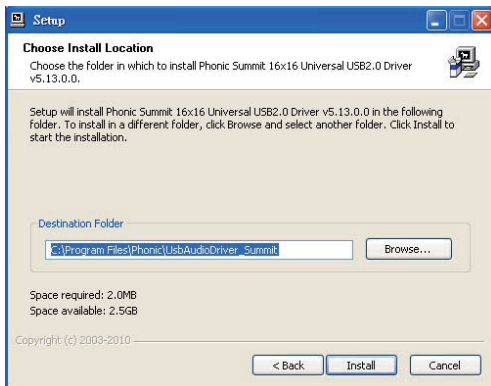 Setup
Choose Install Location
Choose the folder in which to install Phonic Summit 16x16 Universal USB2.0 Driver
v5.13.0.0.
Setup will install Phonic Summit 16x16 Universal USB2.0 Driver v5.13.0.0 in the following
folder. To install in a different folder, click Browse and select another folder. Click Install to
start the installation.
Destination Folder
C:\Program Files\Phonic\UsbAudioDriver_Summit
Browse...
Space required: 2.0MB
Space available: 2.5GB
Copyright (c) 2003-2010
< Back Install Cancel